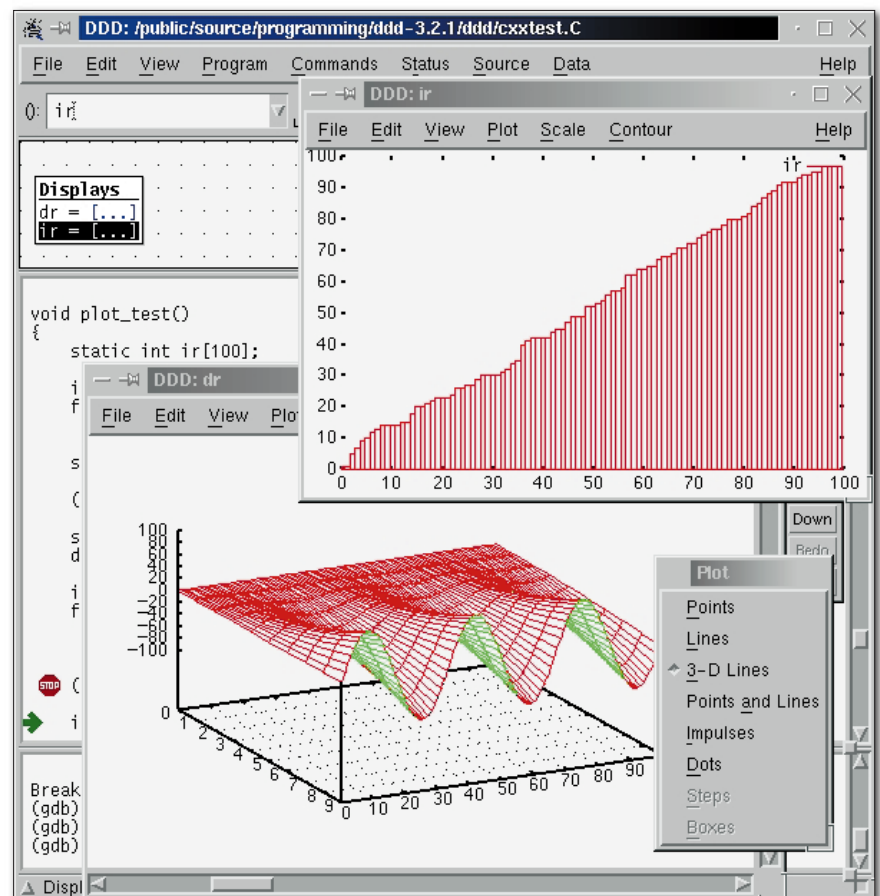 DDD: /public/source/programming/ddd-3.2.1/ddd/cxxtest.C
File Edit View Program Commands Status Source Data Help
(): ir
DDD: ir
File Edit View Plot Scale Contour Help
Displays
dr = [...]
ir = [...]
ir
100
90
80
70
60
50
40
30
20
10
0
0 10 20 30 40 50 60 70 80 90 100
void plot_test()
{
static int ir[100];
i
f
s
(
s
d
i
f
(
i
DDD: dr
File Edit View Plo
100
80
60
40
20
0
-20
-40
-60
-80
-100
0
1 2 3 4 5 6 7 8 9
0 10 20 30 40 50 60 70 80 90
STOP
Down
Redo
Plot
Points
Lines
3-D Lines
Points and Lines
Impulses
Dots
Steps
Boxes
Break
(gdb)
(gdb)
(gdb)
Displ